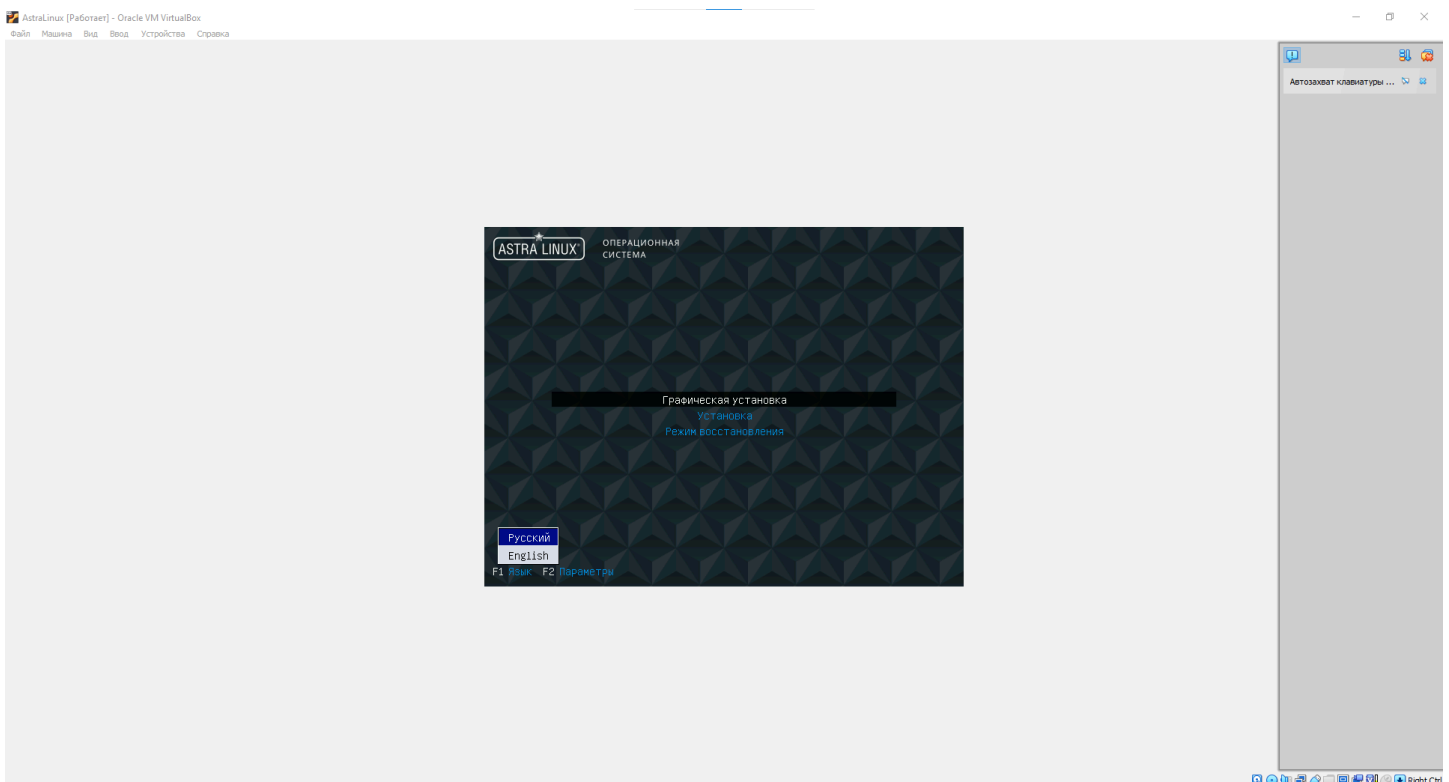 AstraLinux [Работает] - Oracle VM VirtualBox
Файл Машина Вид Ввод Устройства Справка
Автозахват клавиатуры ...
ASTRA LINUX
ОПЕРАЦИОННАЯ
СИСТЕМА
Графическая установка
Установка
Режим восстановления
Русский
English
F1 Язык F2 Параметры
Right Ctrl